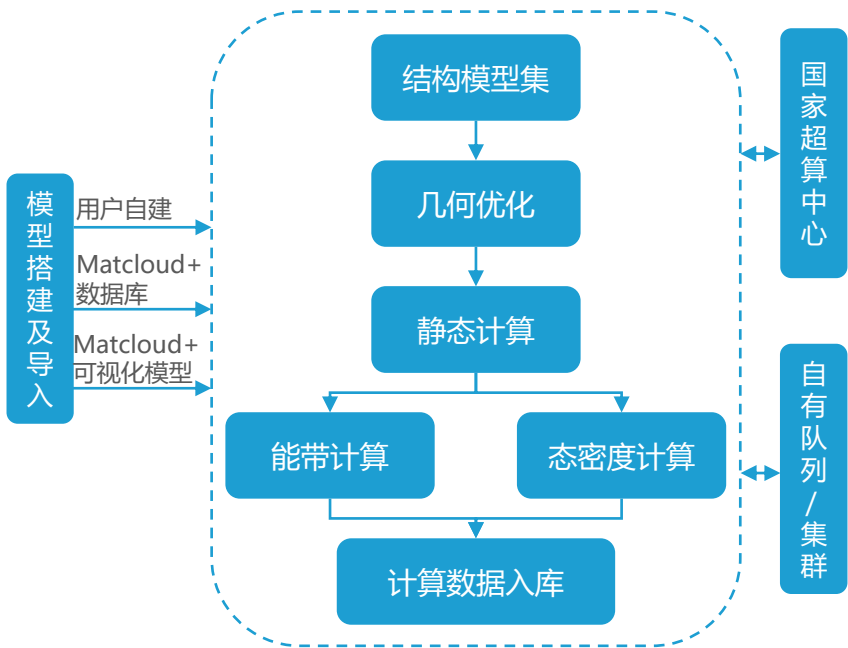 模型搭建及导入
用户自建
Matcloud+
数据库
Matcloud+
可视化模型
结构模型集
几何优化
静态计算
能带计算
态密度计算
计算数据入库
国家超算中心
自有队列/集群